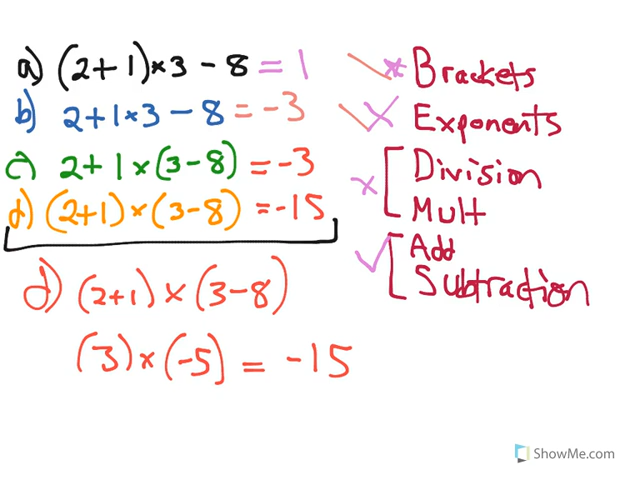 a) (2+1)×3-8 = 1
b) 2+1×3-8 = -3
c) 2+1×(3-8) = -3
d) (2+1)×(3-8) = -15
d) (2+1) × (3-8)
(3) × (-5) = -15
Brackets
Exponents
Division
Mult
Add
Subtraction
ShowMe.com